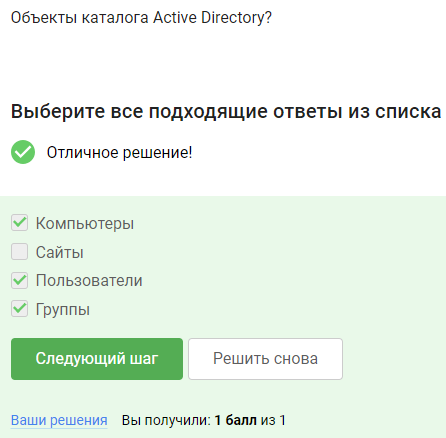 Объекты каталога Active Directory?
Выберите все подходящие ответы из списка
Отличное решение!
Компьютеры
Сайты
Пользователи
Группы
Следующий шаг Решить снова
Ваши решения Вы получили: 1 балл из 1